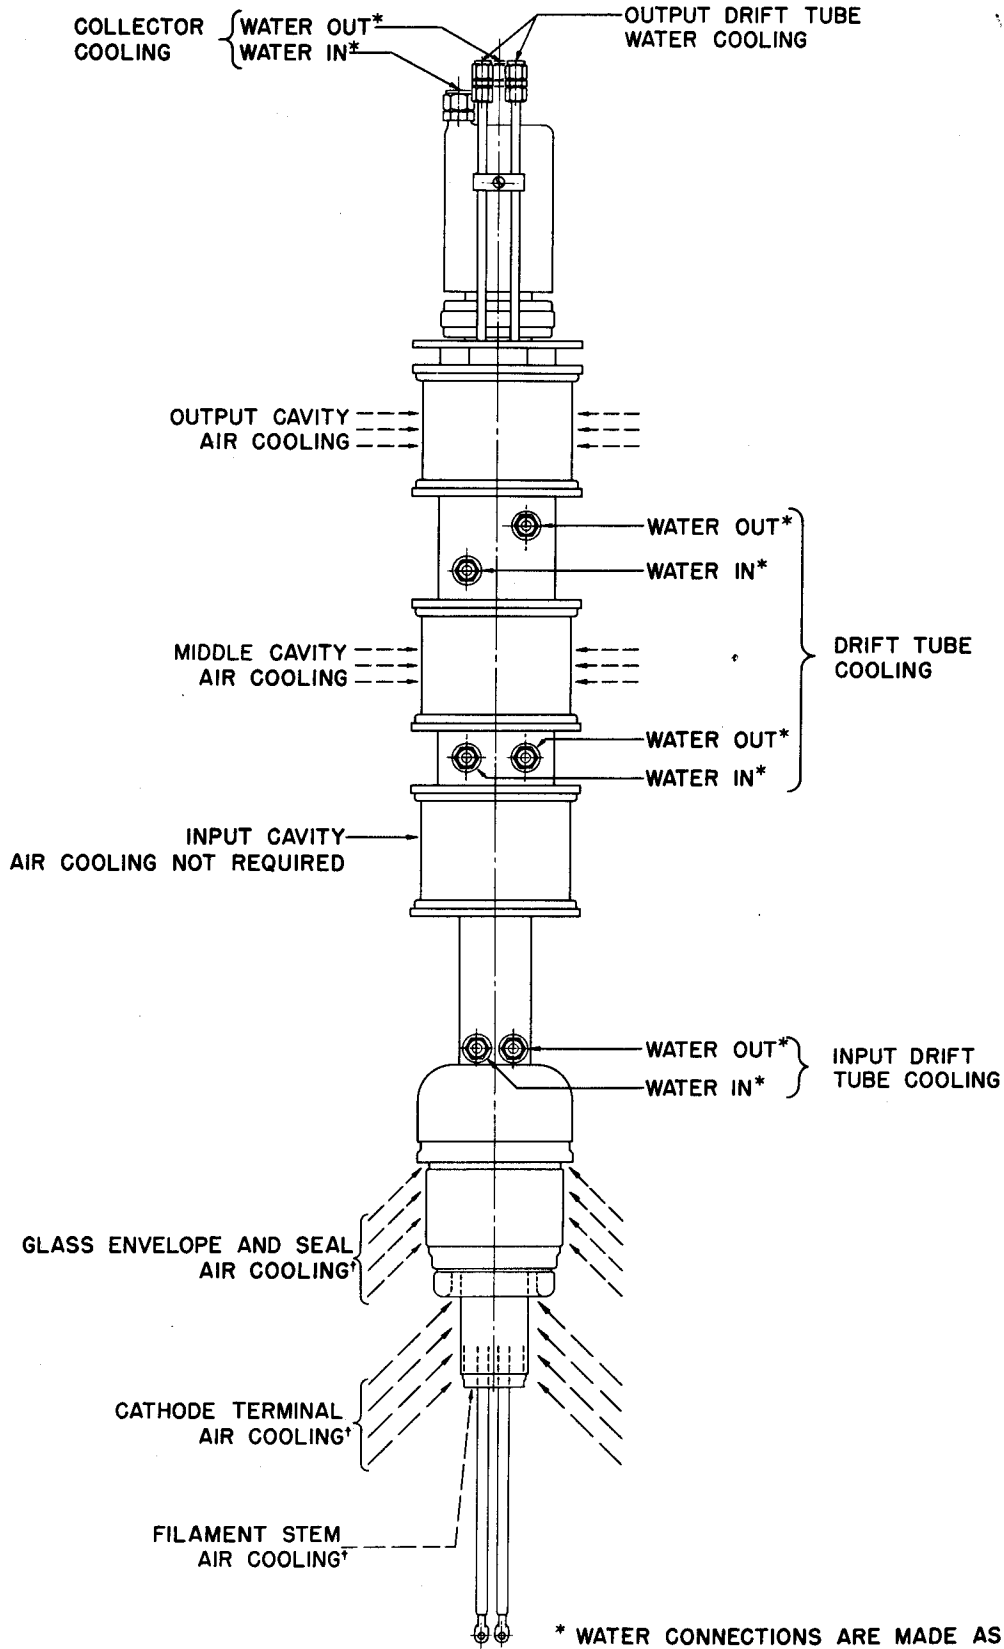 COLLECTOR COOLING
WATER OUT*
WATER IN*
OUTPUT DRIFT TUBE
WATER COOLING
OUTPUT CAVITY
AIR COOLING
WATER OUT*
WATER IN*
MIDDLE CAVITY
AIR COOLING
DRIFT TUBE
COOLING
WATER OUT*
WATER IN*
INPUT CAVITY
AIR COOLING NOT REQUIRED
WATER OUT*
WATER IN*
INPUT DRIFT
TUBE COOLING
GLASS ENVELOPE AND SEAL
AIR COOLING†
CATHODE TERMINAL
AIR COOLING†
FILAMENT STEM
AIR COOLING†
* WATER CONNECTIONS ARE MADE AS